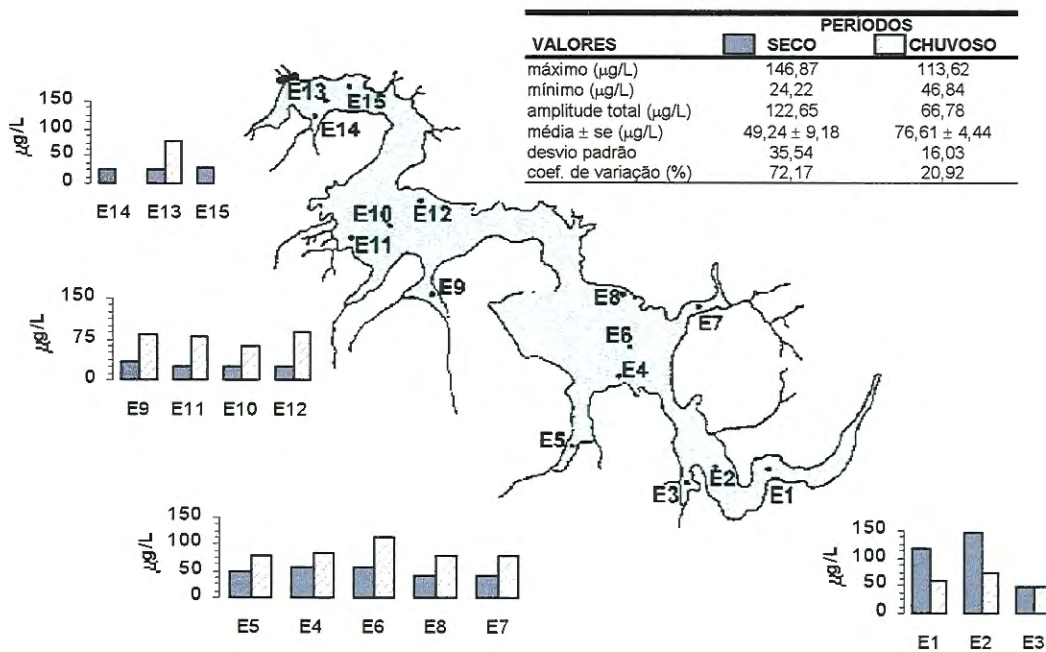 PERÍODOS
VALORES SECO CHUVOSO
máximo (µg/L) 146,87 113,62
mínimo (µg/L) 24,22 46,84
amplitude total (µg/L) 122,65 66,78
média ± se (µg/L) 49,24 ± 9,18 76,61 ± 4,44
desvio padrão 35,54 16,03
coef. de variação (%) 72,17 20,92
E13
E15
E14
µg/L
150
100
50
0
E14 E13 E15
E10
E12
E11
E9
µg/L
150
75
0
E9 E11 E10 E12
E8
E7
E6
E4
E5
E2
E3
E1
µg/L
150
100
50
0
E5 E4 E6 E8 E7
µg/L
150
100
50
0
E1 E2 E3